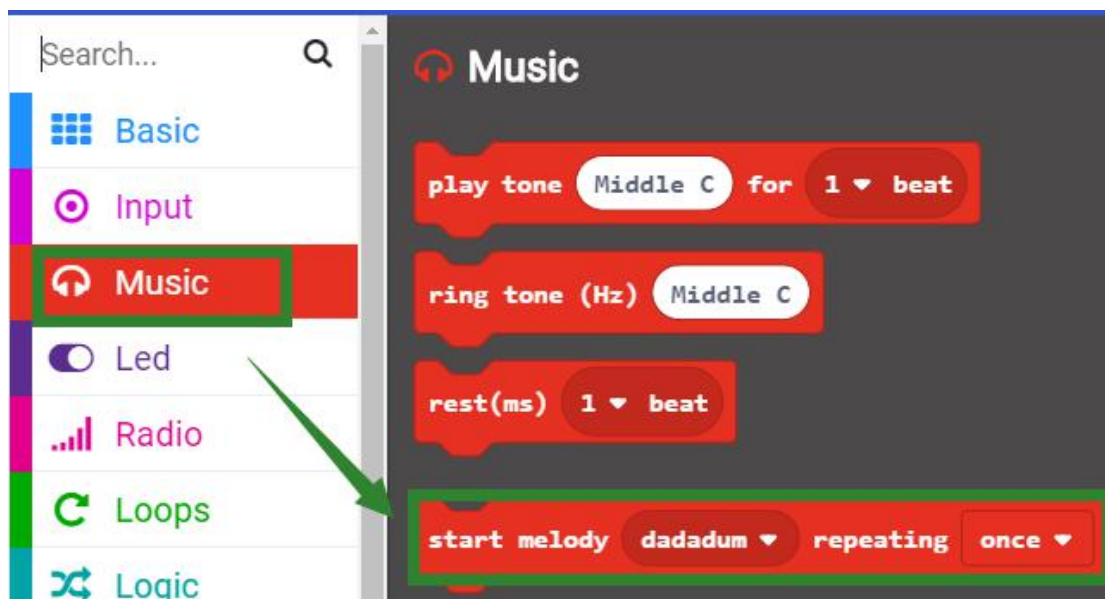 Search...
Basic
Input
Music
Led
Radio
Loops
Logic
Music
play tone Middle C for 1 beat
ring tone (Hz) Middle C
rest(ms) 1 beat
start melody dadadum repeating once